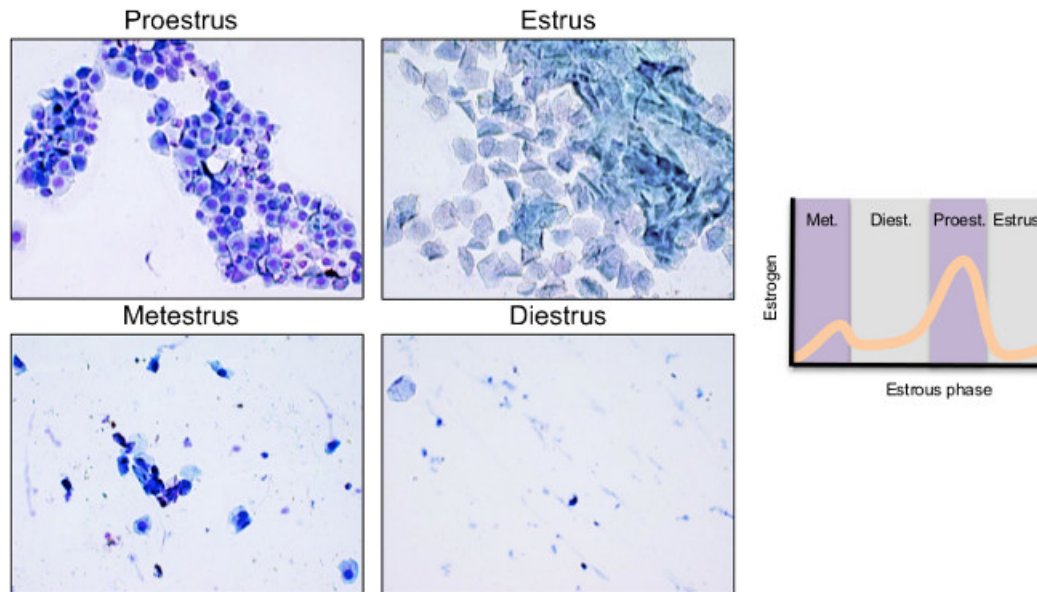 Proestrus
Estrus
Metestrus
Diestrus
Met. Diest. Proest. Estrus
Estrogen
Estrous phase